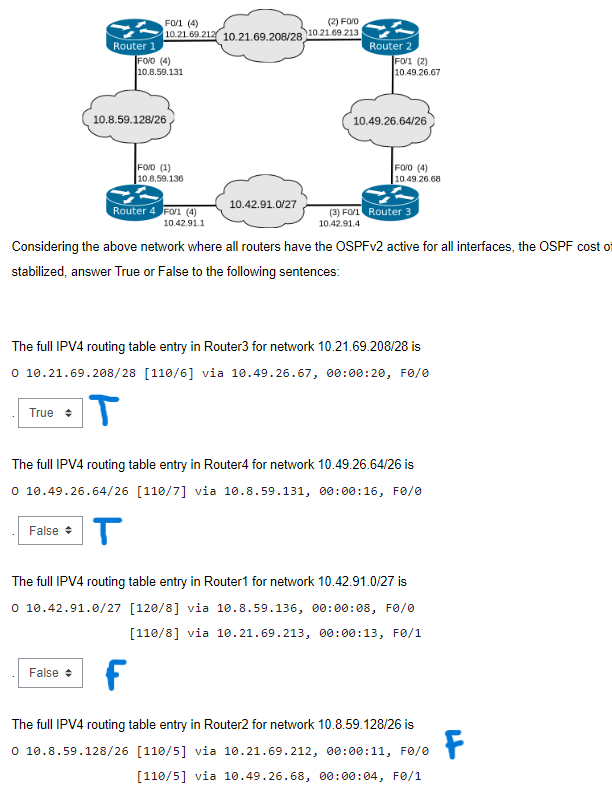 F0/1 (4)
10.21.69.212
10.21.69.208/28
(2) F0/0
10.21.69.213
Router 1
Router 2
F0/0 (4)
10.8.59.131
F0/1 (2)
10.49.26.67
10.8.59.128/26
10.49.26.64/26
F0/0 (1)
10.8.59.136
F0/0 (4)
10.49.26.68
Router 4
F0/1 (4)
10.42.91.1
10.42.91.0/27
(3) F0/1
10.42.91.4
Router 3
Considering the above network where all routers have the OSPFv2 active for all interfaces, the OSPF cost of
stabilized, answer True or False to the following sentences:
The full IPV4 routing table entry in Router3 for network 10.21.69.208/28 is
O 10.21.69.208/28 [110/6] via 10.49.26.67, 00:00:20, F0/0
. True T
The full IPV4 routing table entry in Router4 for network 10.49.26.64/26 is
O 10.49.26.64/26 [110/7] via 10.8.59.131, 00:00:16, F0/0
. False T
The full IPV4 routing table entry in Router1 for network 10.42.91.0/27 is
O 10.42.91.0/27 [120/8] via 10.8.59.136, 00:00:08, F0/0
[110/8] via 10.21.69.213, 00:00:13, F0/1
. False F
The full IPV4 routing table entry in Router2 for network 10.8.59.128/26 is
O 10.8.59.128/26 [110/5] via 10.21.69.212, 00:00:11, F0/0 F
[110/5] via 10.49.26.68, 00:00:04, F0/1